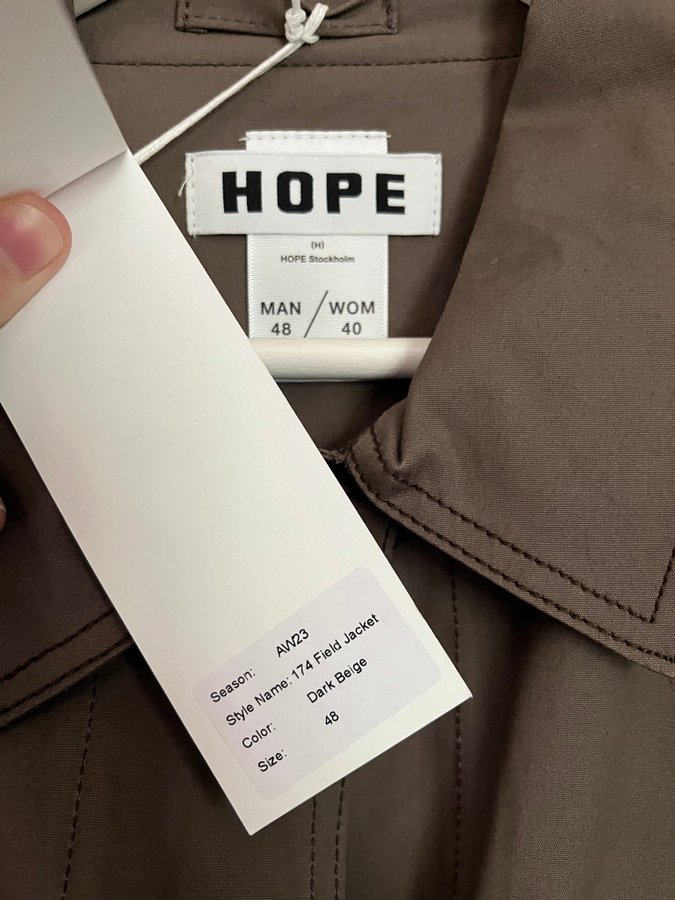 HOPE
(H)
HOPE Stockholm
MAN / WOM
48 40
Season: AW23
Style Name: 174 Field Jacket
Color: Dark Beige
Size: 48